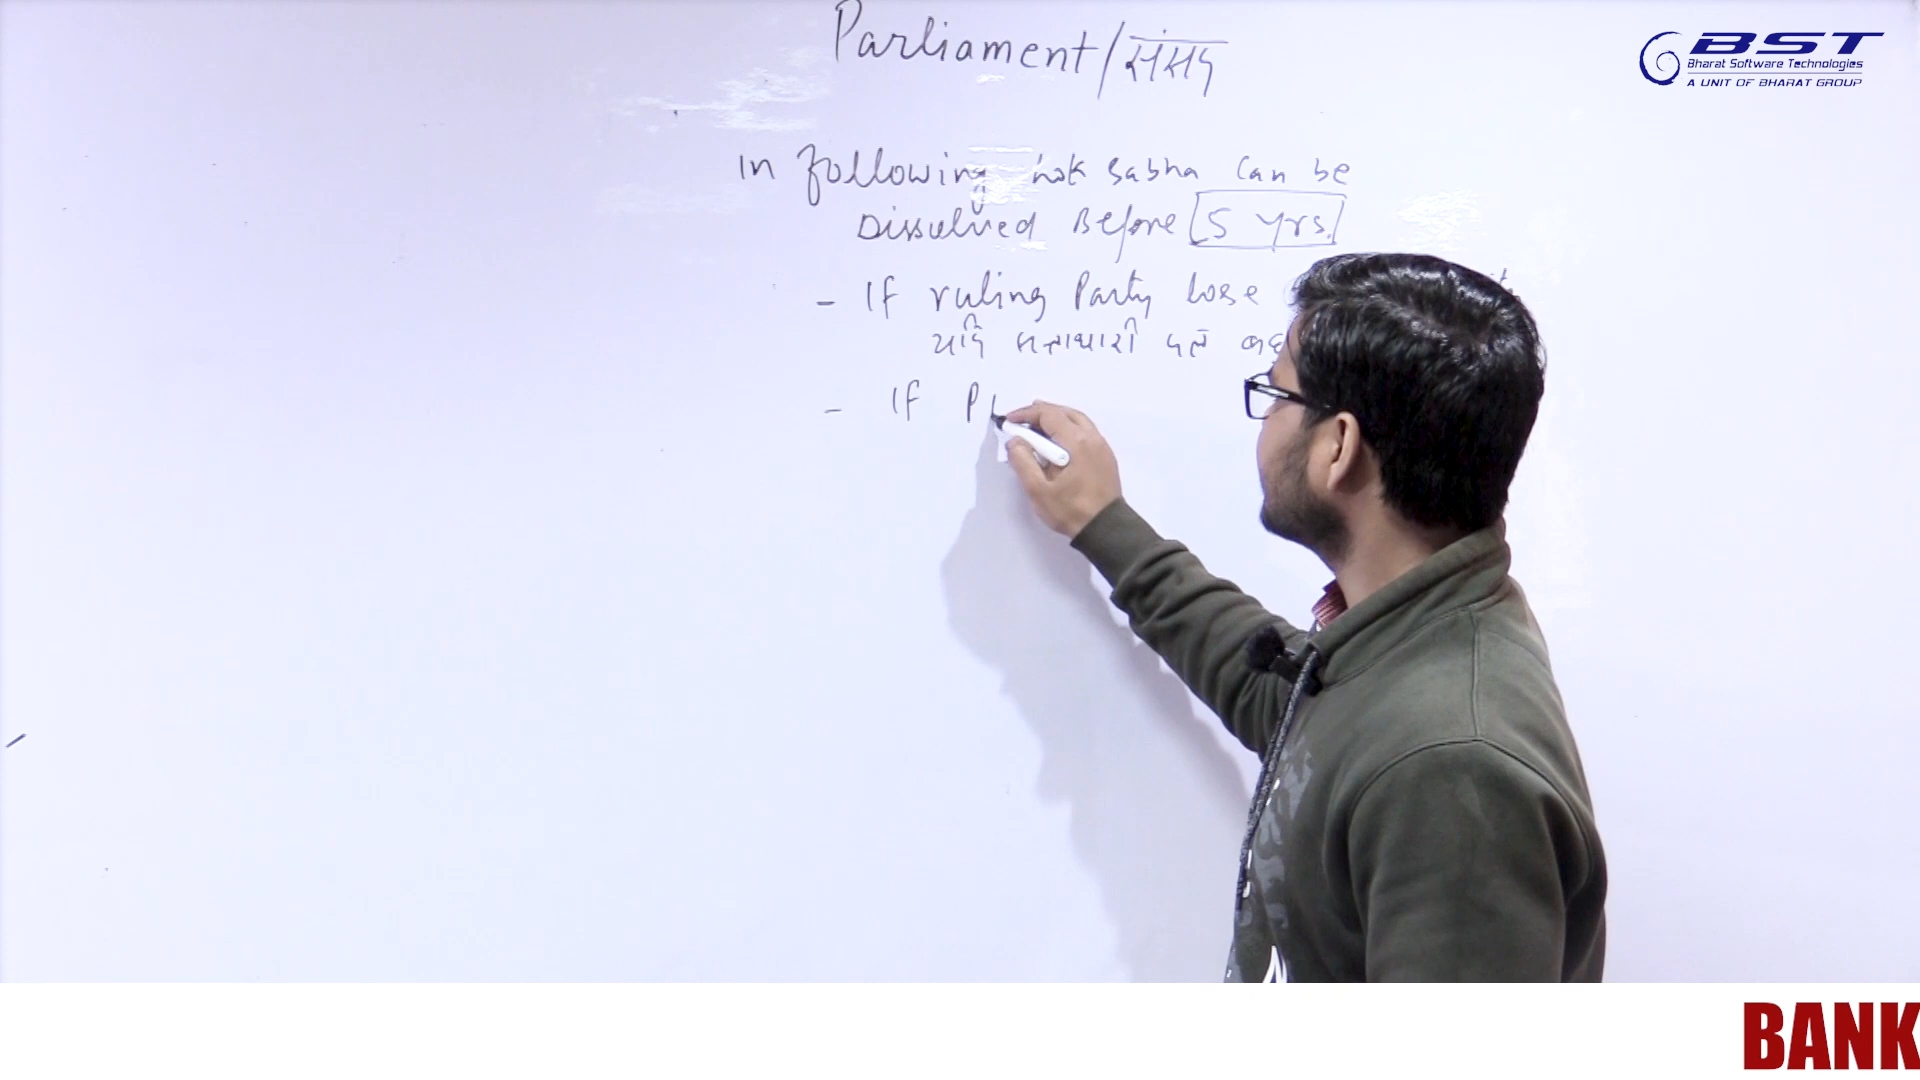 Parliament/संसद
In following Lok Sabha Can be
Dissolved Before 5 Yrs.
- If ruling Party lose
यदि सत्ताधारी दल
- If P
BST
Bharat Software Technologies
A UNIT OF BHARAT GROUP
BANK